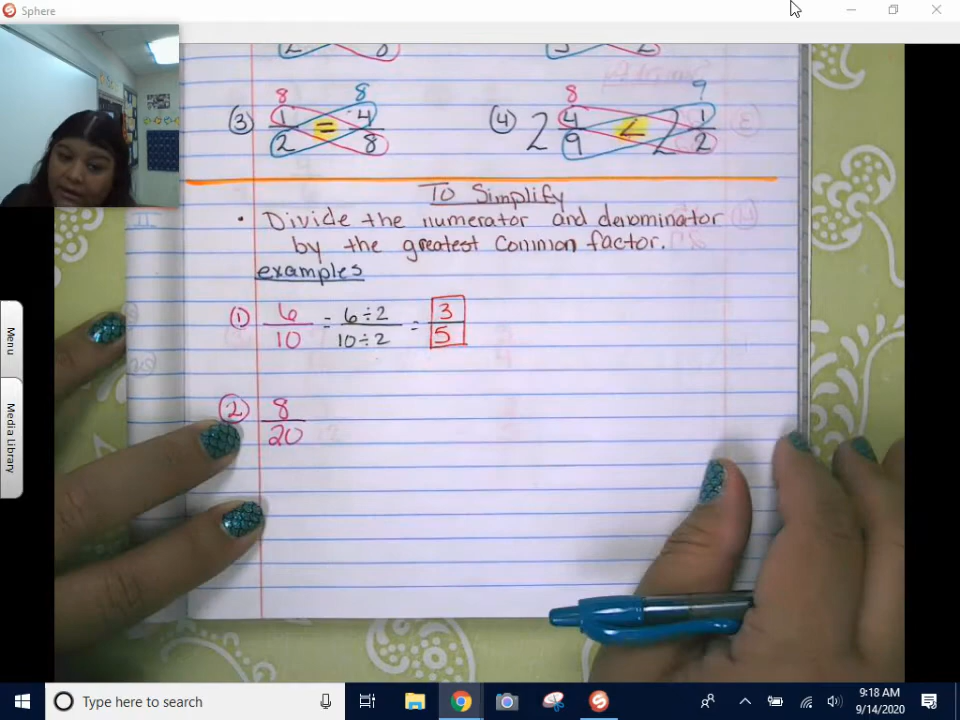 Sphere
8 8 8 9
③ 1/2 = 4/8 ④ 2 4/9 < 2 1/2
To Simplify
• Divide the numerator and denominator
by the greatest common factor.
examples
① 6/10 = 6÷2/10÷2 = 3/5
② 8/20
Menu
Media Library
Type here to search
9:18 AM
9/14/2020